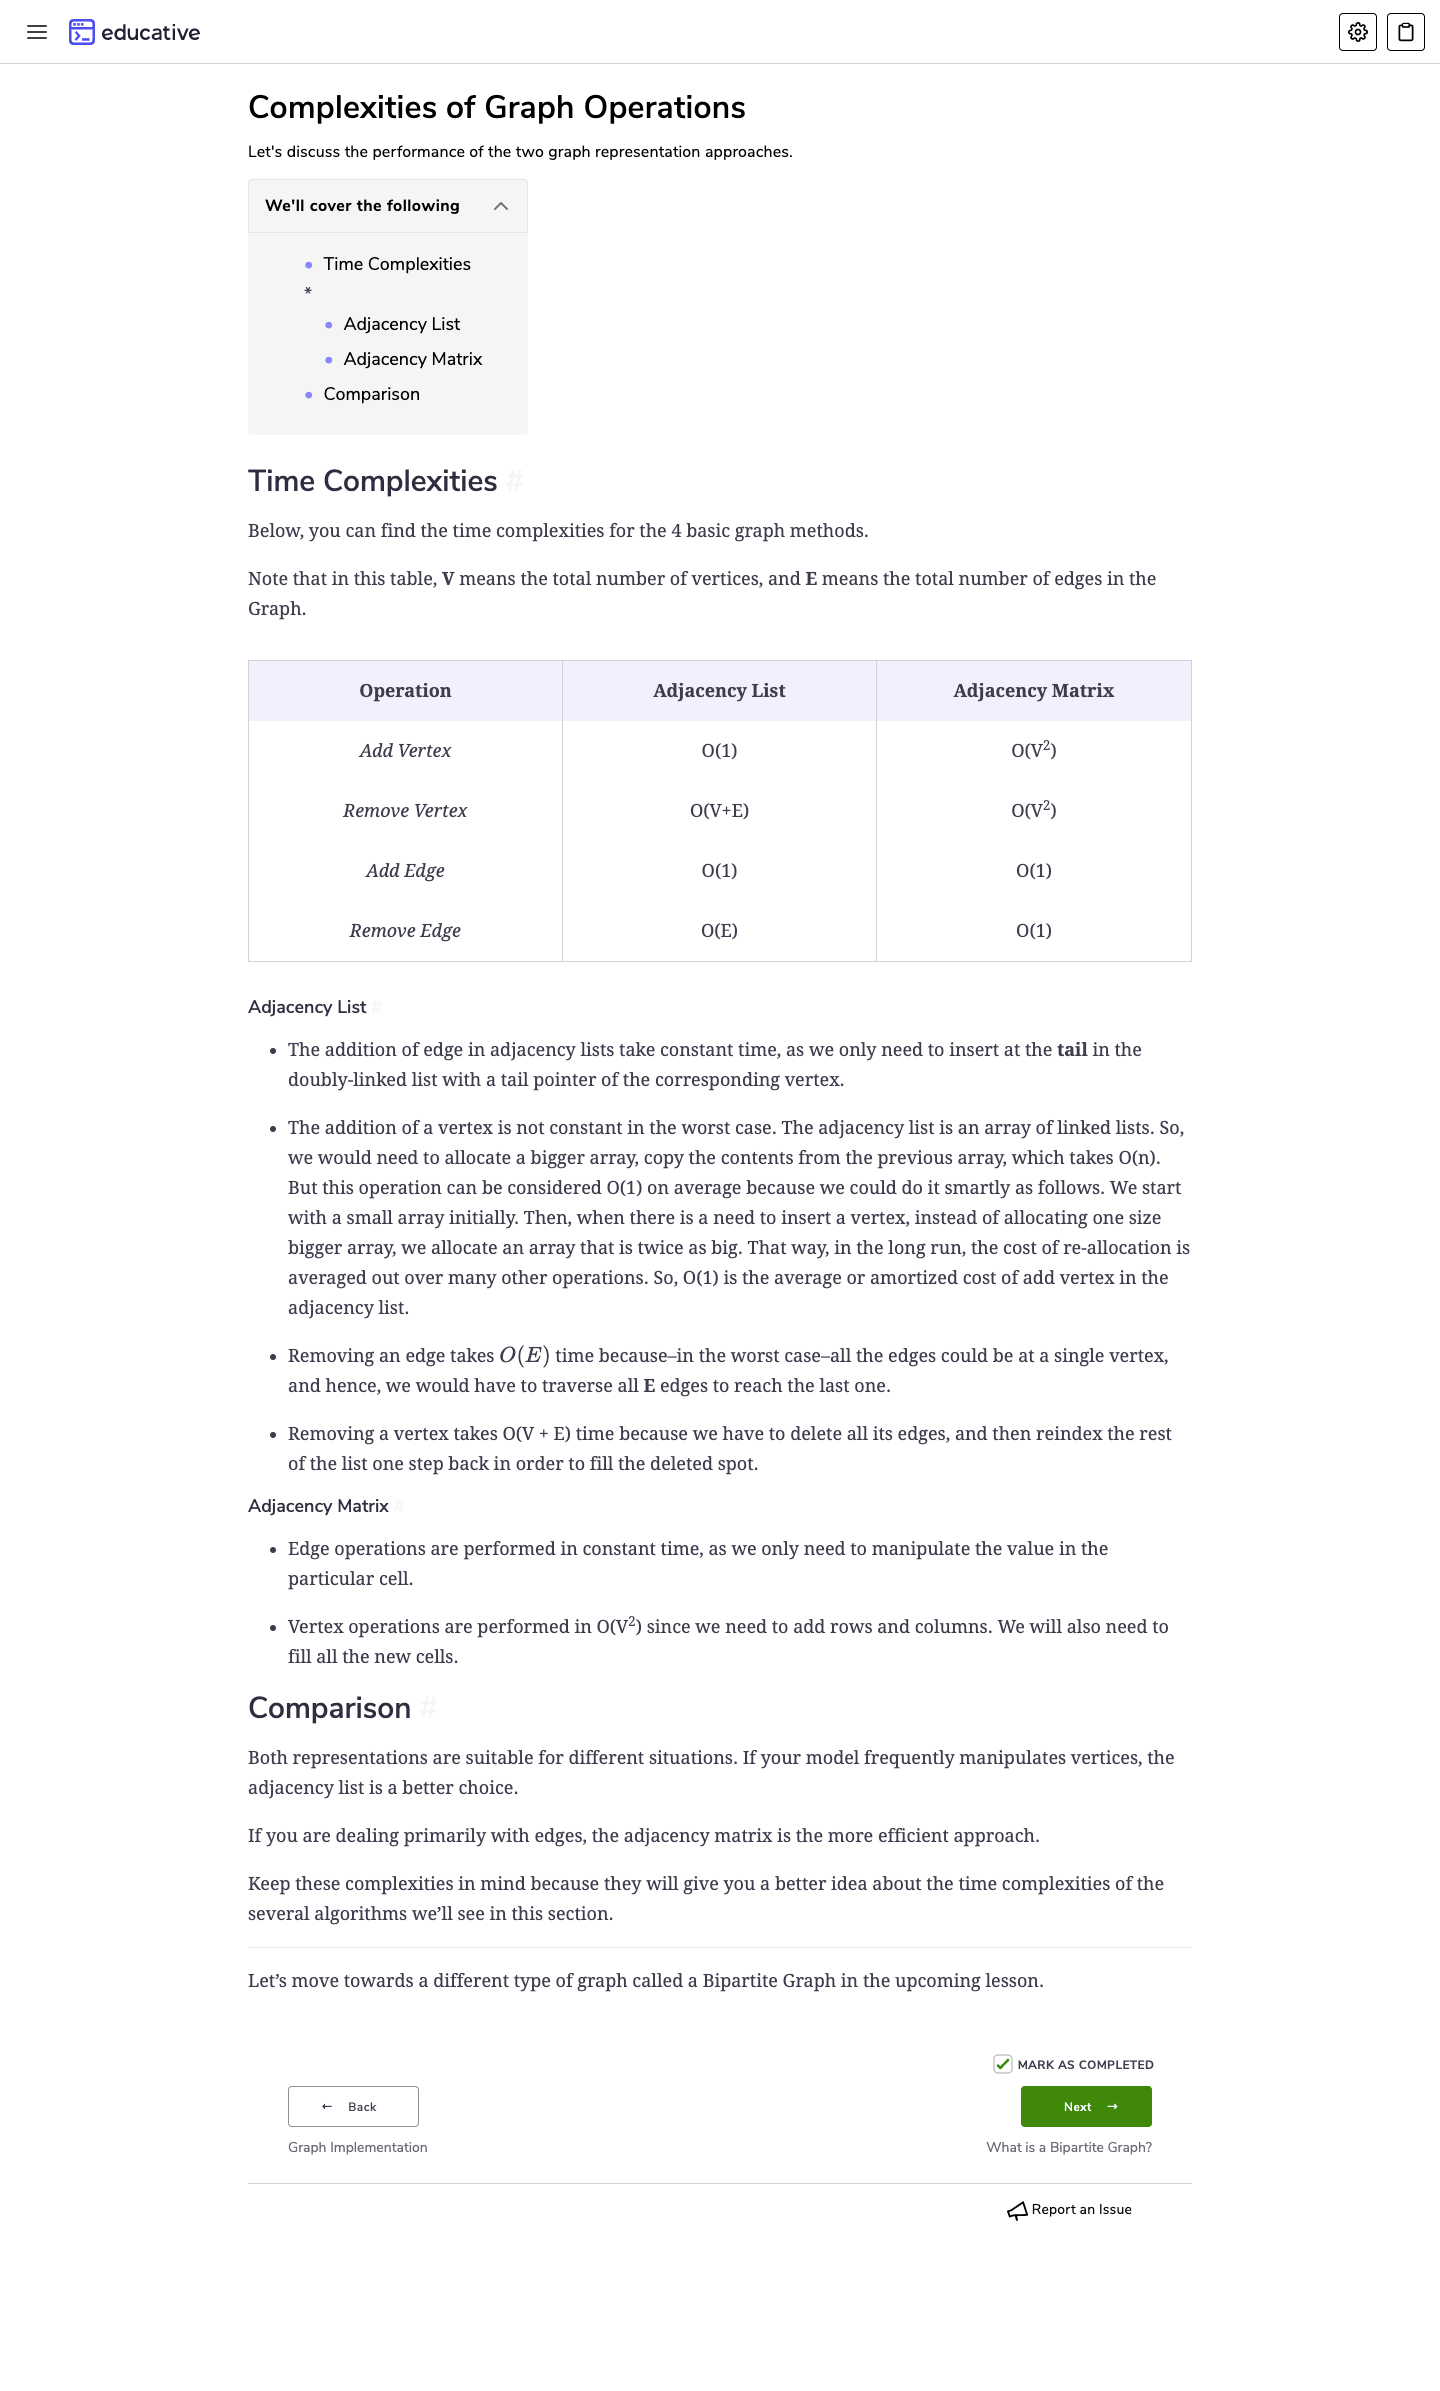 educative
Complexities of Graph Operations
Let's discuss the performance of the two graph representation approaches.
We'll cover the following
• Time Complexities
*
• Adjacency List
• Adjacency Matrix
• Comparison
Time Complexities #
Below, you can find the time complexities for the 4 basic graph methods.
Note that in this table, V means the total number of vertices, and E means the total number of edges in the
Graph.
Operation Adjacency List Adjacency Matrix
Add Vertex O(1) O(V²)
Remove Vertex O(V+E) O(V²)
Add Edge O(1) O(1)
Remove Edge O(E) O(1)
Adjacency List #
• The addition of edge in adjacency lists take constant time, as we only need to insert at the tail in the
doubly-linked list with a tail pointer of the corresponding vertex.
• The addition of a vertex is not constant in the worst case. The adjacency list is an array of linked lists. So,
we would need to allocate a bigger array, copy the contents from the previous array, which takes O(n).
But this operation can be considered O(1) on average because we could do it smartly as follows. We start
with a small array initially. Then, when there is a need to insert a vertex, instead of allocating one size
bigger array, we allocate an array that is twice as big. That way, in the long run, the cost of re-allocation is
averaged out over many other operations. So, O(1) is the average or amortized cost of add vertex in the
adjacency list.
• Removing an edge takes O(E) time because–in the worst case–all the edges could be at a single vertex,
and hence, we would have to traverse all E edges to reach the last one.
• Removing a vertex takes O(V + E) time because we have to delete all its edges, and then reindex the rest
of the list one step back in order to fill the deleted spot.
Adjacency Matrix #
• Edge operations are performed in constant time, as we only need to manipulate the value in the
particular cell.
• Vertex operations are performed in O(V²) since we need to add rows and columns. We will also need to
fill all the new cells.
Comparison #
Both representations are suitable for different situations. If your model frequently manipulates vertices, the
adjacency list is a better choice.
If you are dealing primarily with edges, the adjacency matrix is the more efficient approach.
Keep these complexities in mind because they will give you a better idea about the time complexities of the
several algorithms we’ll see in this section.
Let’s move towards a different type of graph called a Bipartite Graph in the upcoming lesson.
MARK AS COMPLETED
← Back Next →
Graph Implementation What is a Bipartite Graph?
Report an Issue